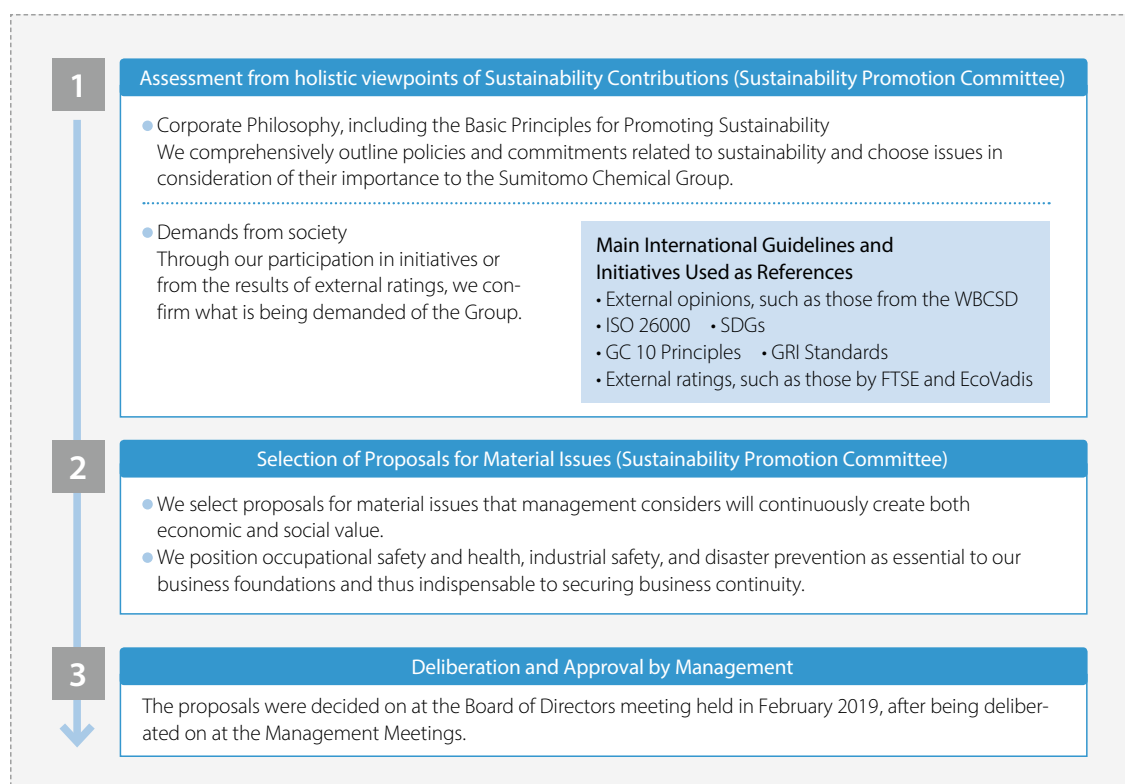 1
Assessment from holistic viewpoints of Sustainability Contributions (Sustainability Promotion Committee)
Corporate Philosophy, including the Basic Principles for Promoting Sustainability
We comprehensively outline policies and commitments related to sustainability and choose issues in
consideration of their importance to the Sumitomo Chemical Group.
Demands from society
Through our participation in initiatives or
from the results of external ratings, we con-
firm what is being demanded of the Group.
Main International Guidelines and
Initiatives Used as References
• External opinions, such as those from the WBCSD
• ISO 26000 • SDGs
• GC 10 Principles • GRI Standards
• External ratings, such as those by FTSE and EcoVadis
2
Selection of Proposals for Material Issues (Sustainability Promotion Committee)
We select proposals for material issues that management considers will continuously create both
economic and social value.
We position occupational safety and health, industrial safety, and disaster prevention as essential to our
business foundations and thus indispensable to securing business continuity.
3
Deliberation and Approval by Management
The proposals were decided on at the Board of Directors meeting held in February 2019, after being deliber-
ated on at the Management Meetings.